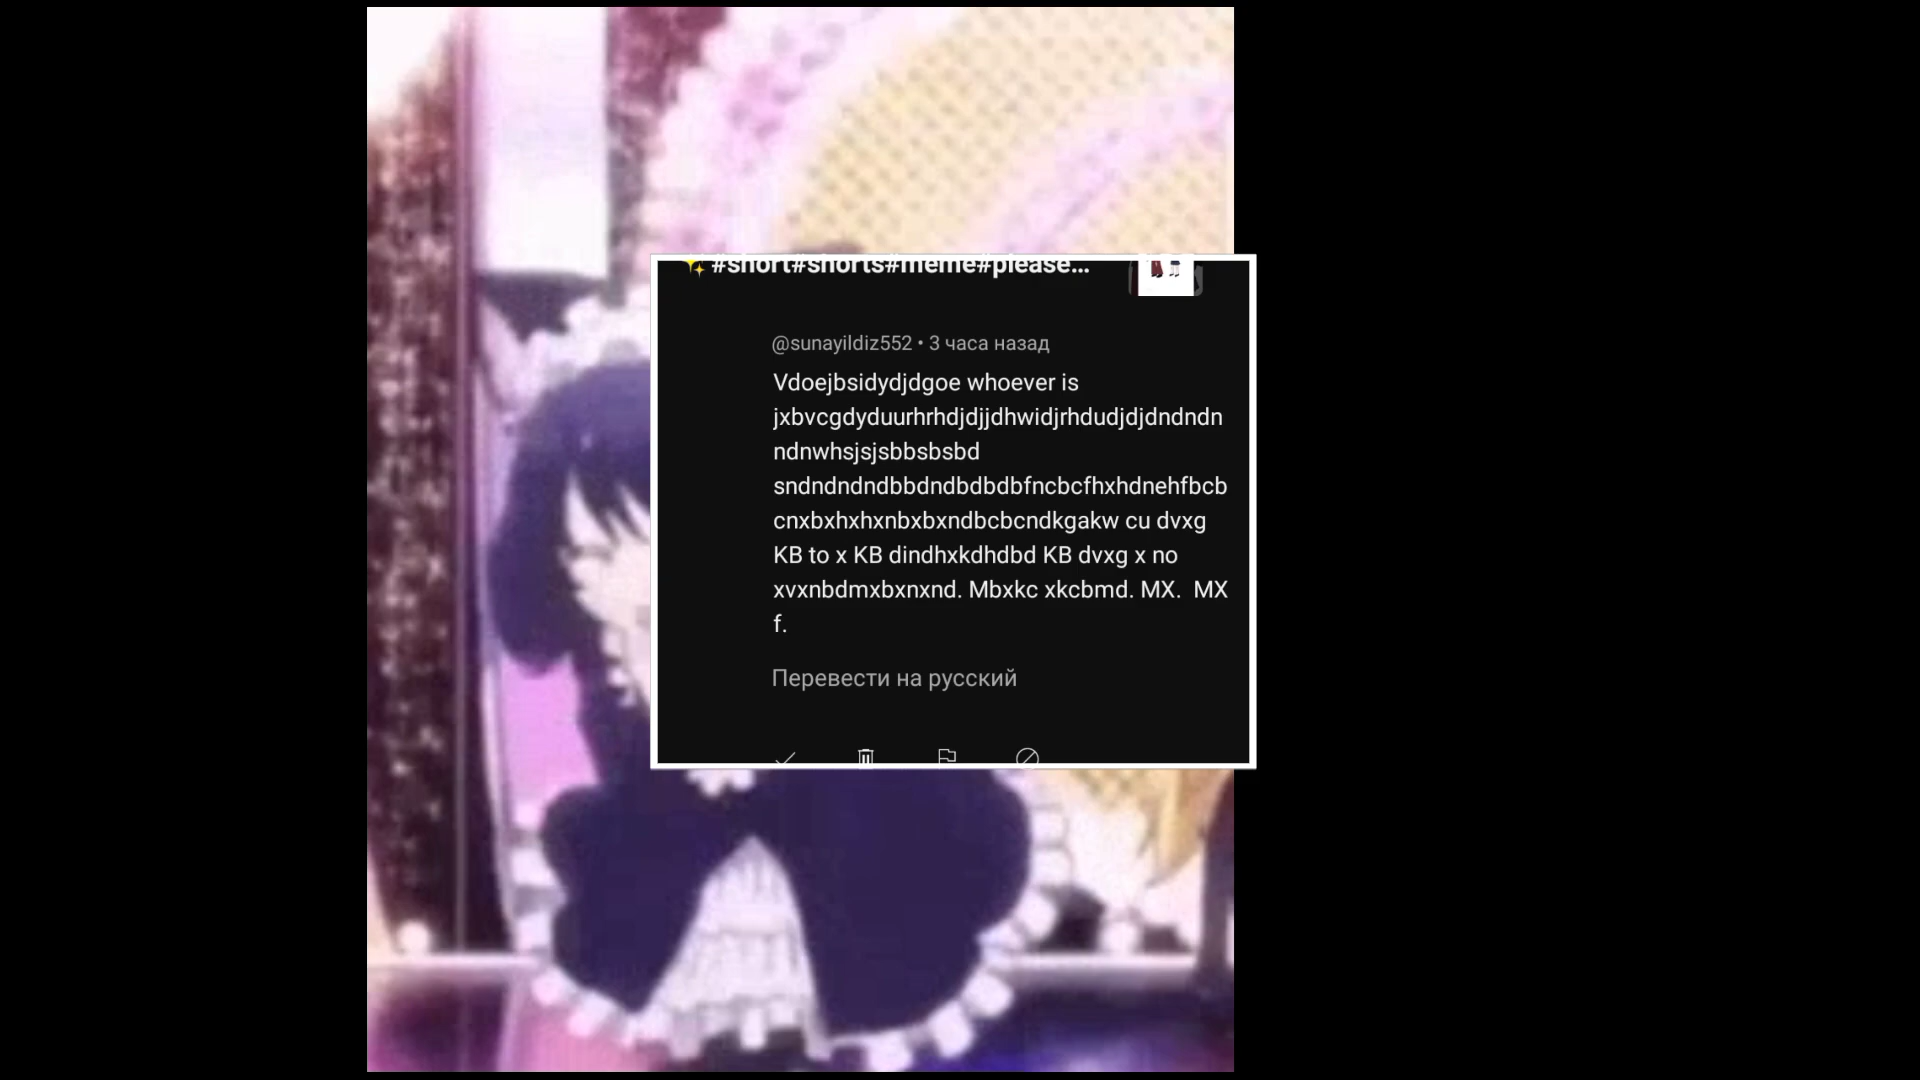 ✨ #short#shorts#meme#please...
@sunayildiz552 • 3 часа назад
Vdoejbsidydjdgoe whoever is
jxbvcgdyduurhrhdjdjjdhwidjrhdudjdjdndndn
ndnwhsjsjsbbsbsbd
sndndndndbbdndbdbdbfncbcfhxhdnehfbcb
cnxbxhxhxnbxbxndbcbcndkgakw cu dvxg
KB to x KB dindhxkdhdbd KB dvxg x no
xvxnbdmxbxnxnd. Mbxkc xkcbmd. MX.  MX
f.
Перевести на русский